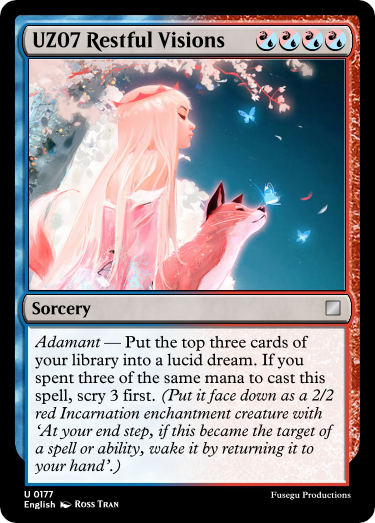 UZ07 Restful Visions
Sorcery
Adamant — Put the top three cards of
your library into a lucid dream. If you
spent three of the same mana to cast this
spell, scry 3 first. (Put it face down as a 2/2
red Incarnation enchantment creature with
‘At your end step, if this became the target of
a spell or ability, wake it by returning it to
your hand’.)
U 0177
Fusegu Productions
English Ross Tran